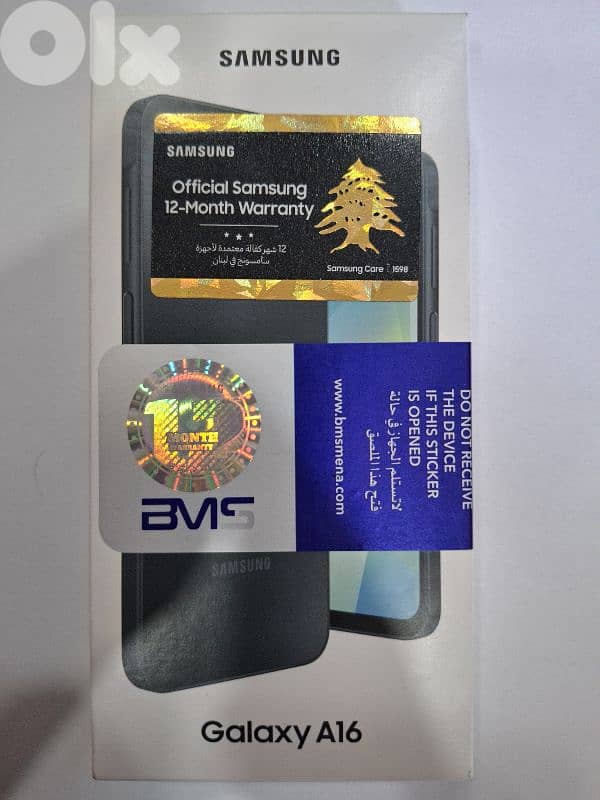 olx
SAMSUNG
SAMSUNG
Official Samsung
12-Month Warranty
12 شهر كفالة معتمدة لأجهزة
سامسونج في لبنان
Samsung Care 1598
12
MONTH
WARRANTY
BMS
DO NOT RECEIVE
THE DEVICE
IF THIS STICKER
IS OPENED
لا تستلم الجهاز في حالة
فتح هذا الملصق
www.bmsmena.com
SAMSUNG
Galaxy A16